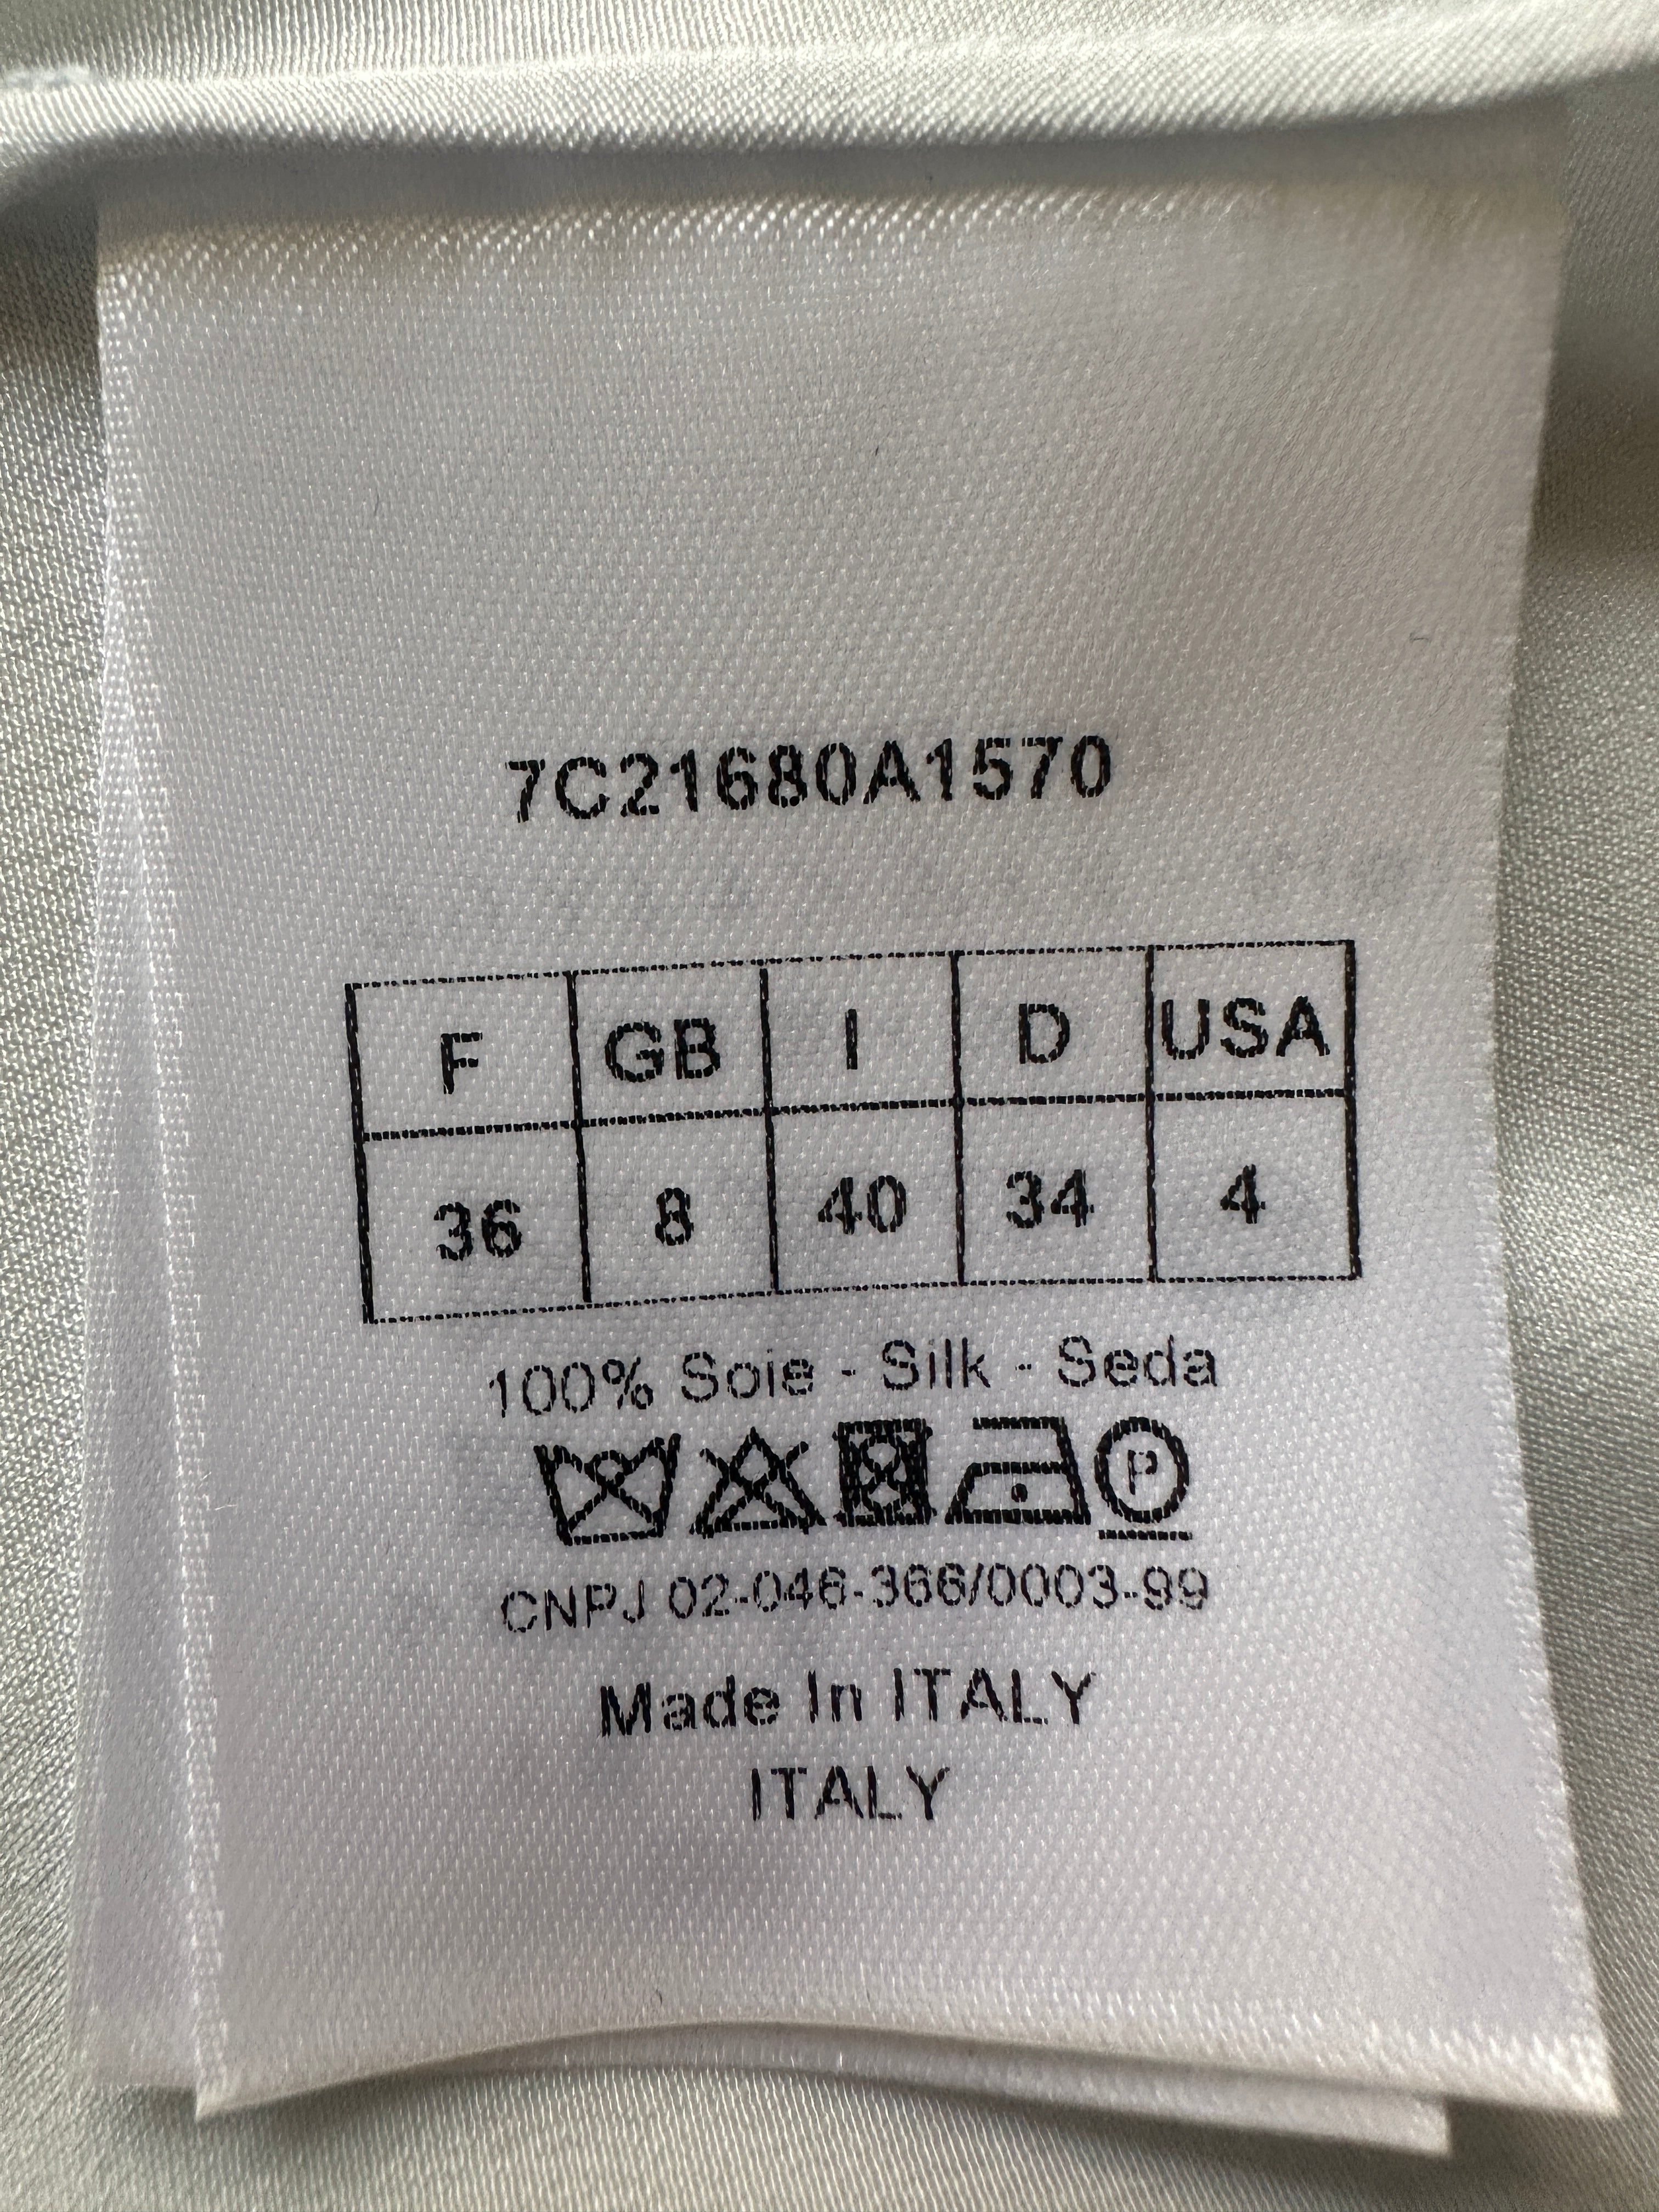 7C21680A1570
F GB I D USA
36 8 40 34 4
100% Soie - Silk - Seda
P
CNPJ 02-046-366/0003-99
Made In ITALY
ITALY